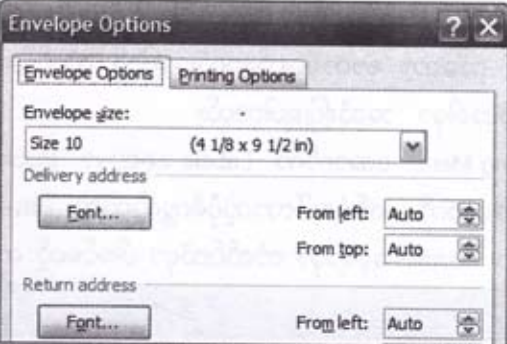 Envelope Options
Envelope Options Printing Options
Envelope size:
Size 10 (4 1/8 x 9 1/2 in)
Delivery address
Font... From left: Auto
From top: Auto
Return address
Font... From left: Auto